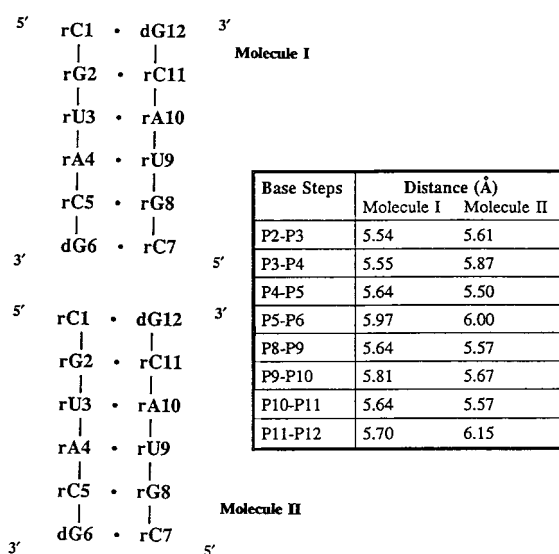 5′ rC1 • dG12 3′
Molecule I
rG2 • rC11
rU3 • rA10
rA4 • rU9
rC5 • rG8
dG6 • rC7
3′ 5′
5′ rC1 • dG12 3′
rG2 • rC11
rU3 • rA10
rA4 • rU9
rC5 • rG8
Molecule II
dG6 • rC7
3′ 5′
Base Steps Distance (Å)
Molecule I Molecule II
P2-P3 5.54 5.61
P3-P4 5.55 5.87
P4-P5 5.64 5.50
P5-P6 5.97 6.00
P8-P9 5.64 5.57
P9-P10 5.81 5.67
P10-P11 5.64 5.57
P11-P12 5.70 6.15